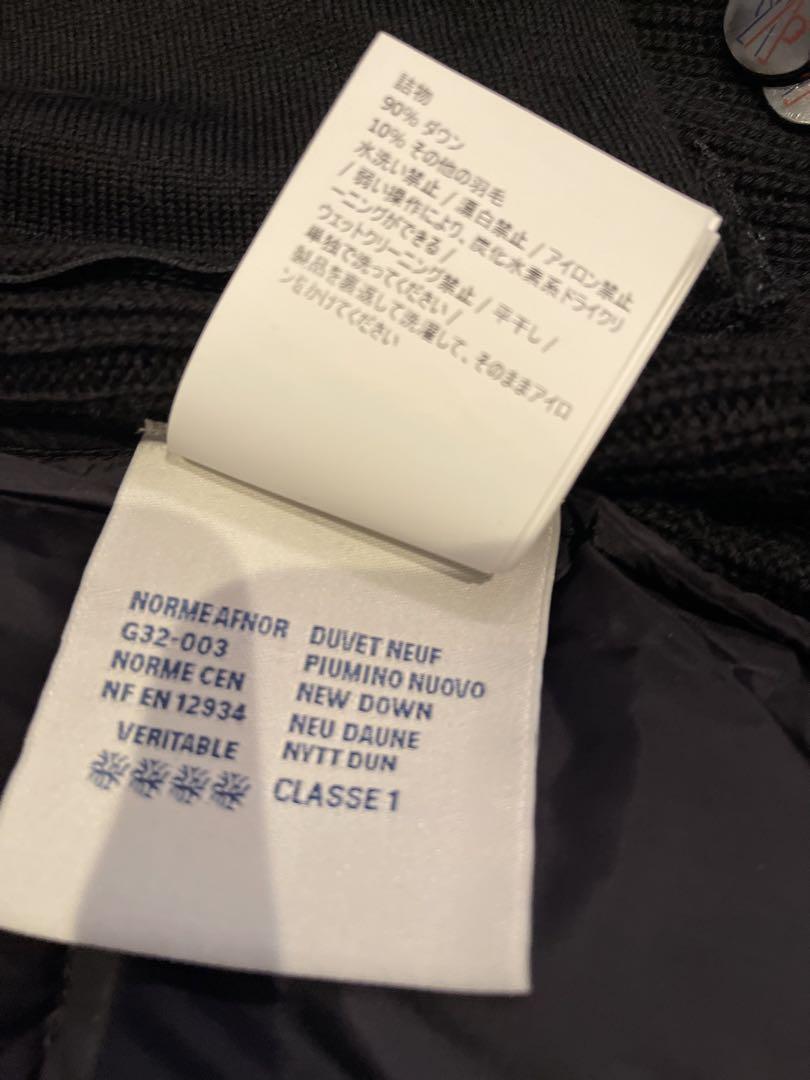 詰物
90% ダウン
10% その他の羽毛
水洗い禁止 / 蛋白禁止 / アイロン禁止
/ 弱い操作により、炭化水素系ドライクリ
ーニングができる /
ウェットクリーニング禁止 / 平干し /
単独で洗ってください /
製品を裏返して洗濯して、そのままアイロ
ンをかけてください
NORME AFNOR
G32-003
NORME CEN
NF EN 12934
VERITABLE
DUVET NEUF
PIUMINO NUOVO
NEW DOWN
NEU DAUNE
NYTT DUN
CLASSE 1